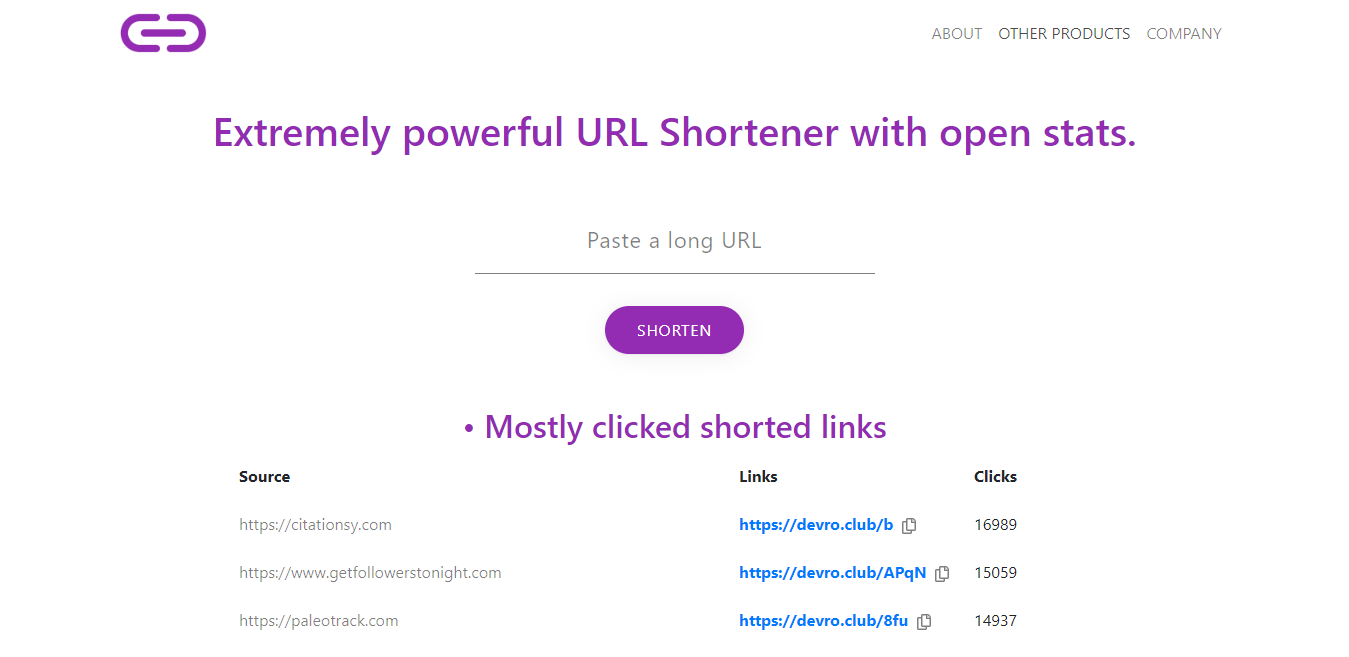 ABOUT OTHER PRODUCTS COMPANY
Extremely powerful URL Shortener with open stats.
Paste a long URL
SHORTEN
• Mostly clicked shorted links
Source Links Clicks
https://citationsy.com https://devro.club/b 16989
https://www.getfollowerstonight.com https://devro.club/APqN 15059
https://paleotrack.com https://devro.club/8fu 14937